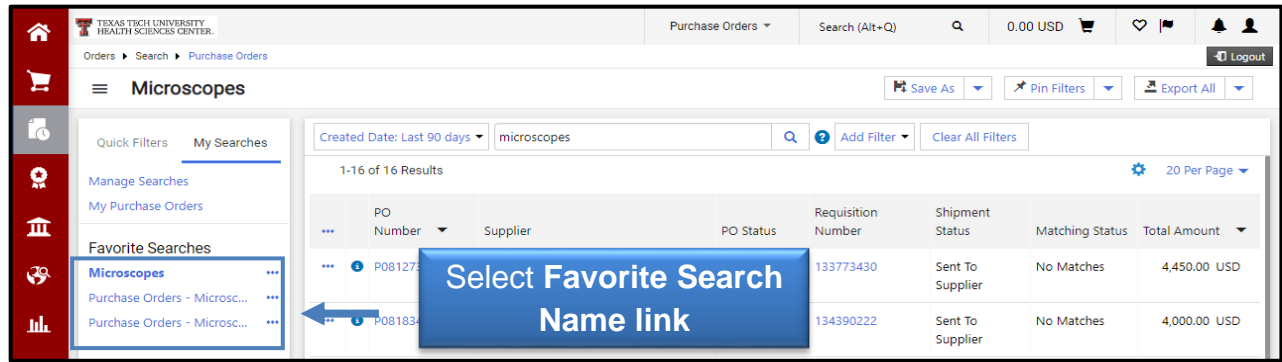 TEXAS TECH UNIVERSITY
HEALTH SCIENCES CENTER.
Purchase Orders
Search (Alt+Q)
0.00 USD
Orders Search Purchase Orders
Logout
Microscopes
Save As
Pin Filters
Export All
Quick Filters My Searches
Created Date: Last 90 days
microscopes
?
Add Filter
Clear All Filters
Manage Searches
My Purchase Orders
1-16 of 16 Results
20 Per Page
Favorite Searches
Microscopes ...
Purchase Orders - Microsc... ...
Purchase Orders - Microsc... ...
... PO Number Supplier PO Status Requisition Number Shipment Status Matching Status Total Amount
... 133773430 Sent To Supplier No Matches 4,450.00 USD
134390222 Sent To Supplier No Matches 4,000.00 USD
Select Favorite Search
Name link